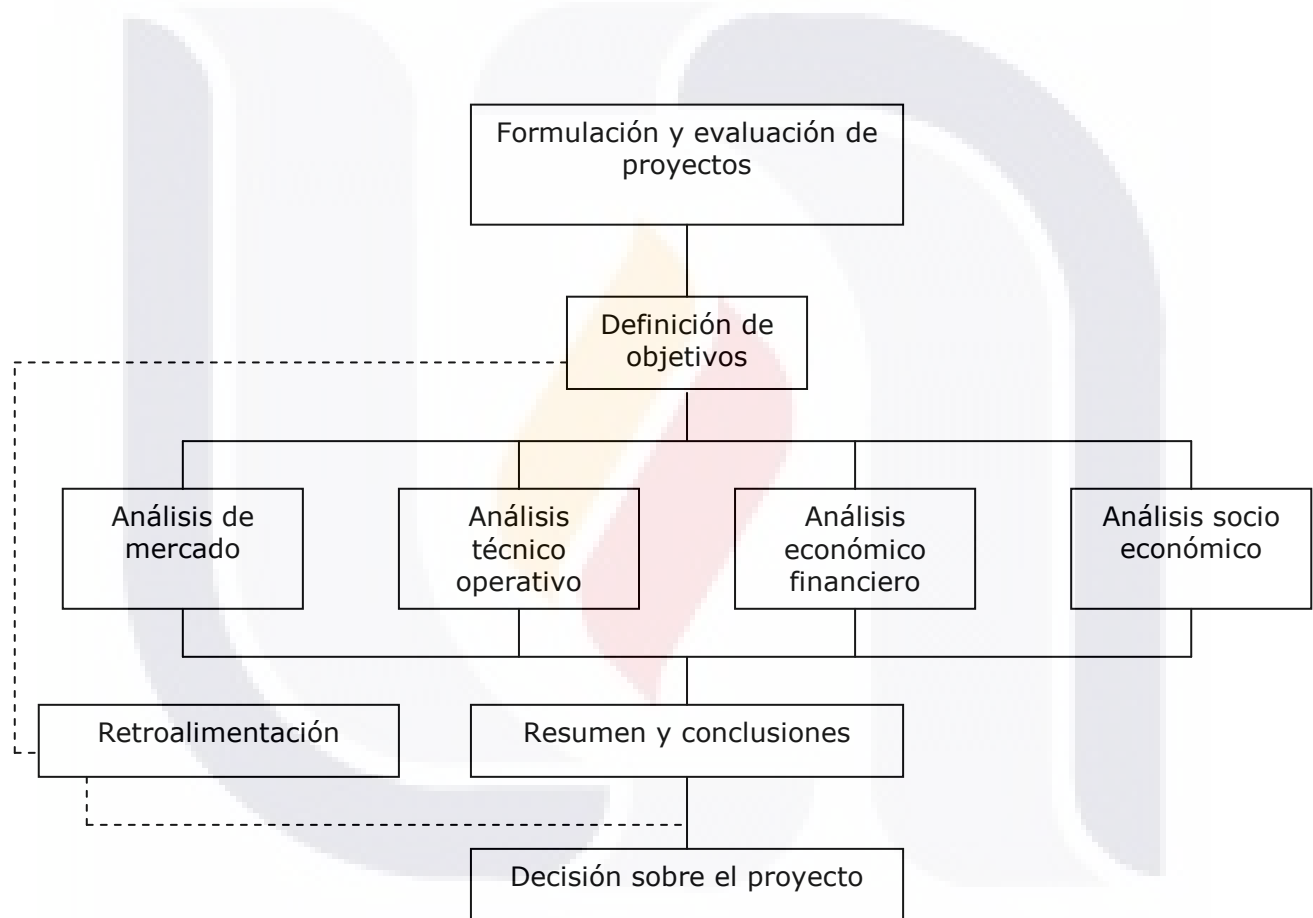 Formulación y evaluación de
proyectos
Definición de
objetivos
Análisis de
mercado
Análisis
técnico
operativo
Análisis
económico
financiero
Análisis socio
económico
Retroalimentación
Resumen y conclusiones
Decisión sobre el proyecto